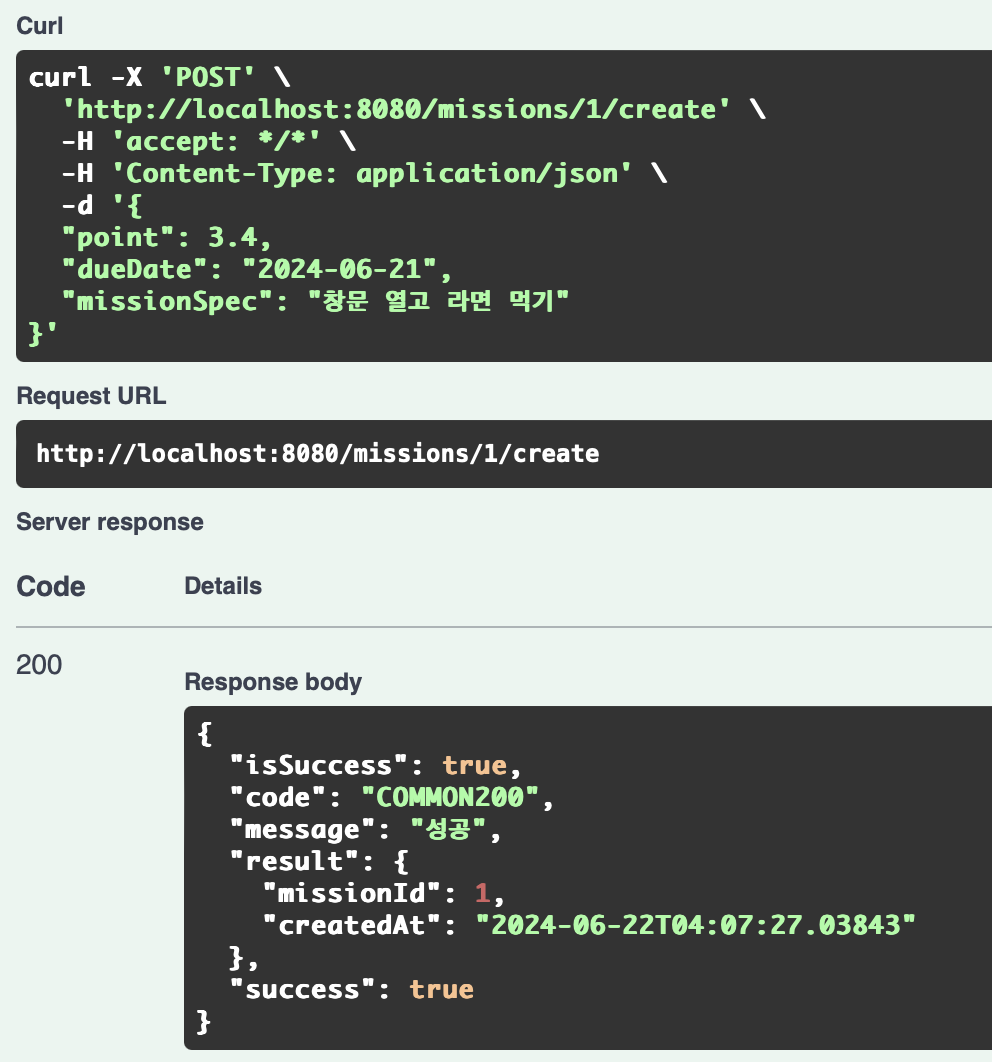 Curl
curl -X 'POST' \
  'http://localhost:8080/missions/1/create' \
  -H 'accept: */*' \
  -H 'Content-Type: application/json' \
  -d '{
  "point": 3.4,
  "dueDate": "2024-06-21",
  "missionSpec": "창문 열고 라면 먹기"
}'
Request URL
http://localhost:8080/missions/1/create
Server response
Code Details
200
Response body
{
  "isSuccess": true,
  "code": "COMMON200",
  "message": "성공",
  "result": {
    "missionId": 1,
    "createdAt": "2024-06-22T04:07:27.03843"
  },
  "success": true
}